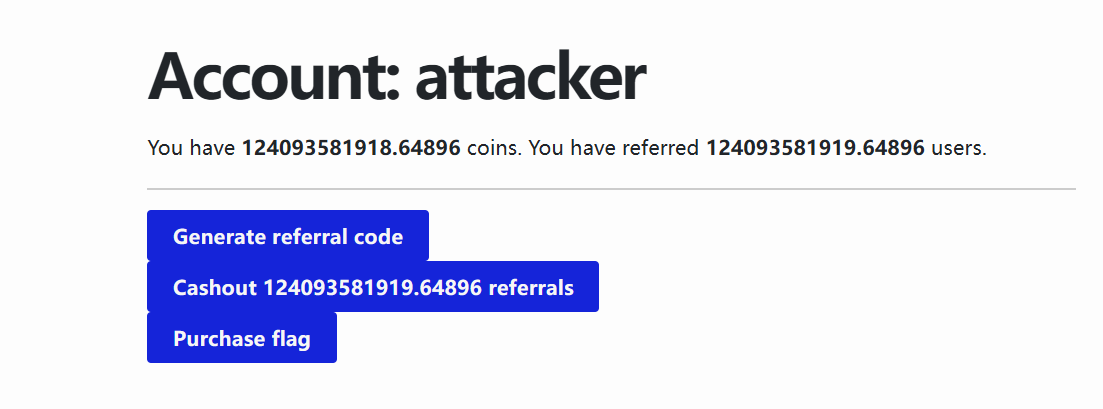 Account: attacker
You have 124093581918.64896 coins. You have referred 124093581919.64896 users.
Generate referral code
Cashout 124093581919.64896 referrals
Purchase flag